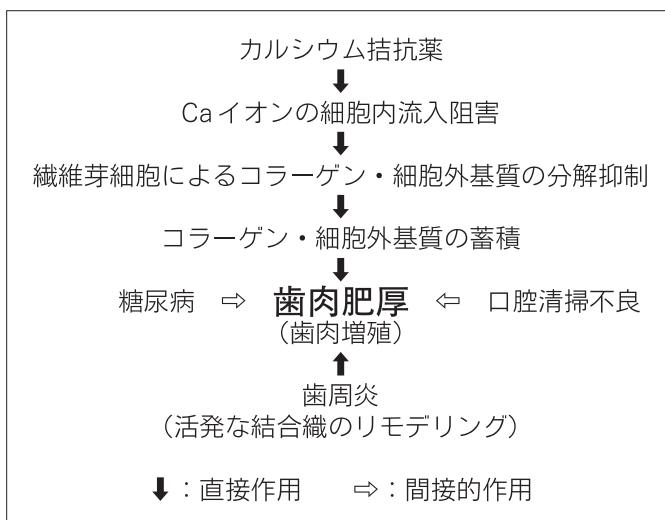 カルシウム拮抗薬
⬇
Caイオンの細胞内流入阻害
⬇
繊維芽細胞によるコラーゲン・細胞外基質の分解抑制
⬇
コラーゲン・細胞外基質の蓄積
⬇
糖尿病 ⇨ 歯肉肥厚 ⇦ 口腔清掃不良
（歯肉増殖）
⬆
歯周炎
（活発な結合織のリモデリング）
⬇：直接作用 ⇨：間接的作用